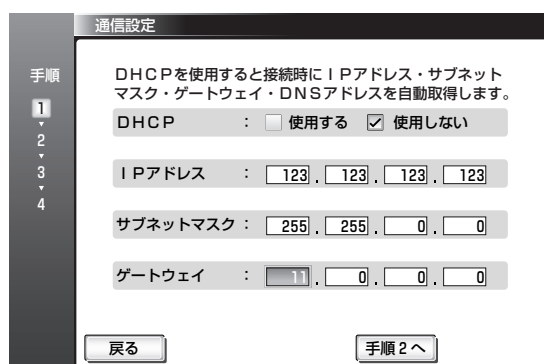 通信設定
手順
1
2
3
4
DHCPを使用すると接続時にIPアドレス・サブネット
マスク・ゲートウェイ・DNSアドレスを自動取得します。
DHCP : 使用する 使用しない
IPアドレス : 123 . 123 . 123 . 123
サブネットマスク : 255 . 255 . 0 . 0
ゲートウェイ : 11 . 0 . 0 . 0
戻る 手順2へ